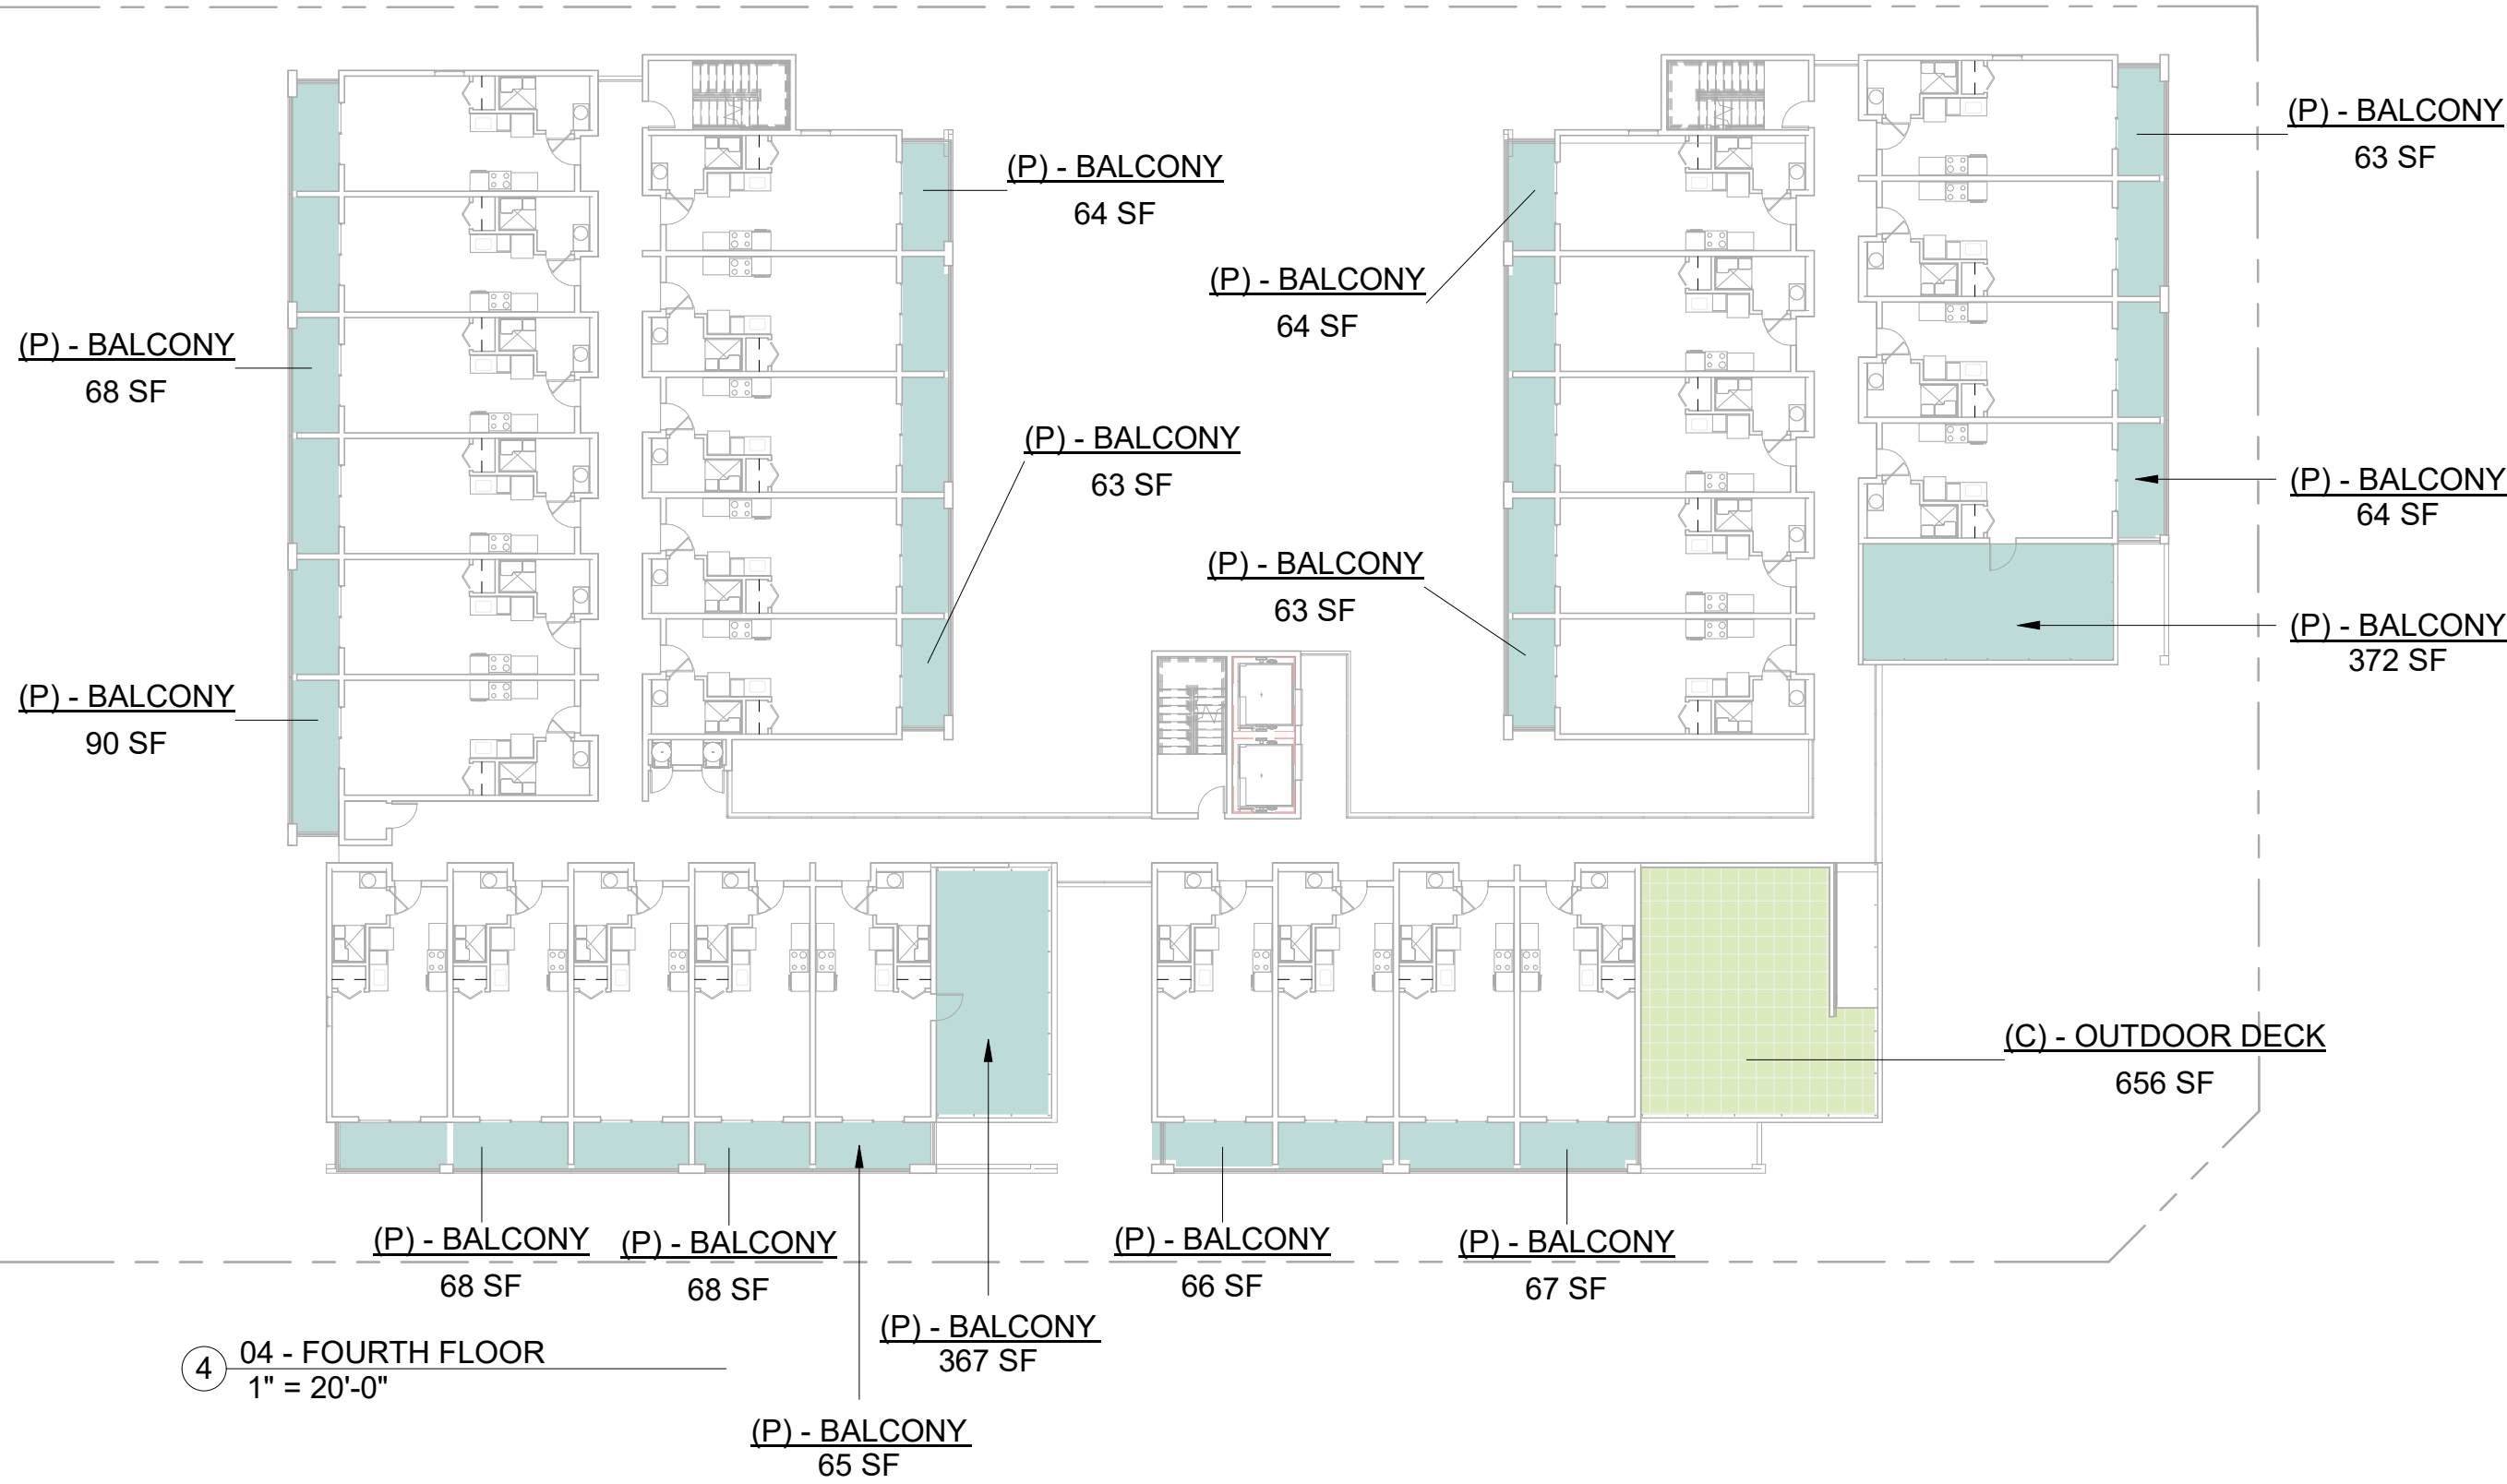 (P) - BALCONY
63 SF
(P) - BALCONY
64 SF
(P) - BALCONY
64 SF
(P) - BALCONY
68 SF
(P) - BALCONY
63 SF
(P) - BALCONY
64 SF
(P) - BALCONY
63 SF
(P) - BALCONY
372 SF
(P) - BALCONY
90 SF
(C) - OUTDOOR DECK
656 SF
(P) - BALCONY
68 SF
(P) - BALCONY
68 SF
(P) - BALCONY
66 SF
(P) - BALCONY
67 SF
(P) - BALCONY
367 SF
4
04 - FOURTH FLOOR
1" = 20'-0"
(P) - BALCONY
65 SF